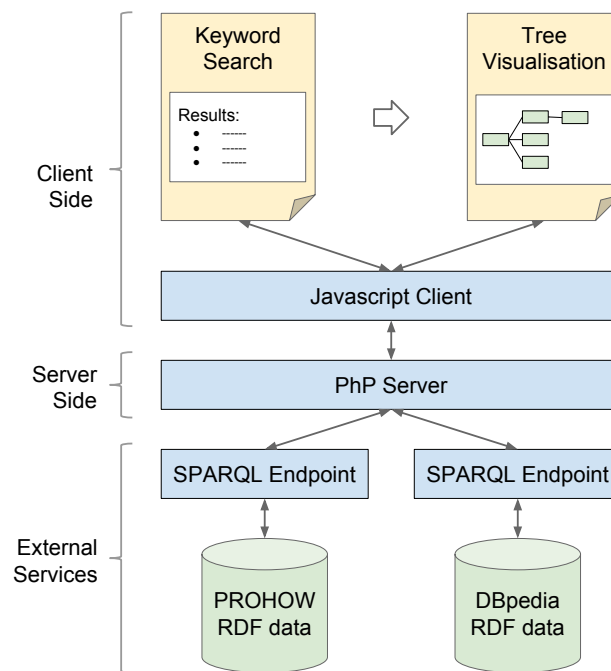 Keyword
Search
Tree
Visualisation
Results:
● ------
● ------
● ------
Client
Side
Javascript Client
Server
Side
PhP Server
SPARQL Endpoint
SPARQL Endpoint
External
Services
PROHOW
RDF data
DBpedia
RDF data